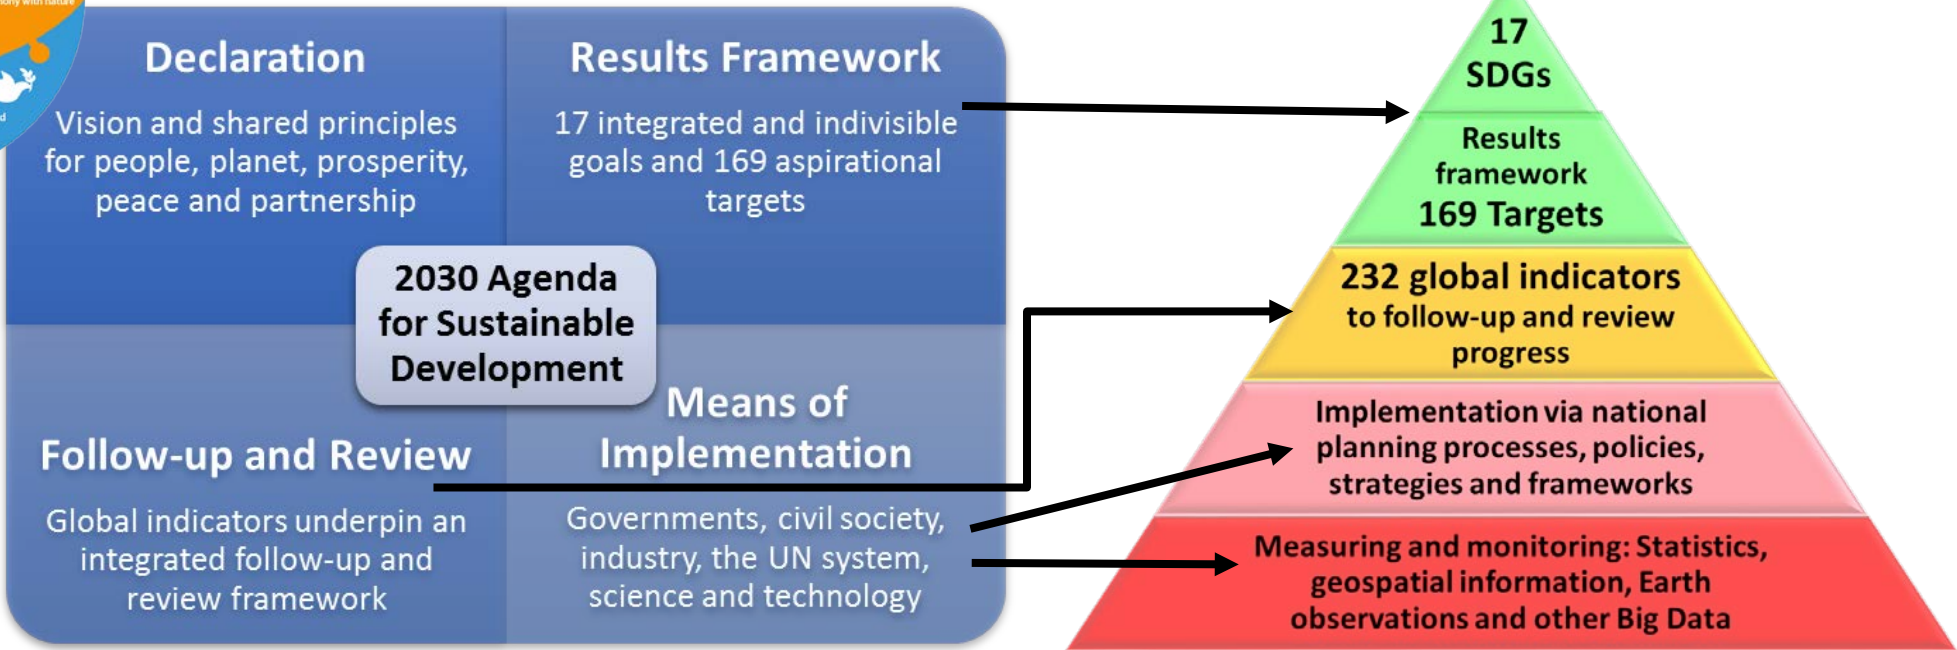 mony with nature
d
Declaration
Vision and shared principles
for people, planet, prosperity,
peace and partnership
Results Framework
17 integrated and indivisible
goals and 169 aspirational
targets
2030 Agenda
for Sustainable
Development
Follow-up and Review
Global indicators underpin an
integrated follow-up and
review framework
Means of
Implementation
Governments, civil society,
industry, the UN system,
science and technology
17
SDGs
Results
framework
169 Targets
232 global indicators
to follow-up and review
progress
Implementation via national
planning processes, policies,
strategies and frameworks
Measuring and monitoring: Statistics,
geospatial information, Earth
observations and other Big Data